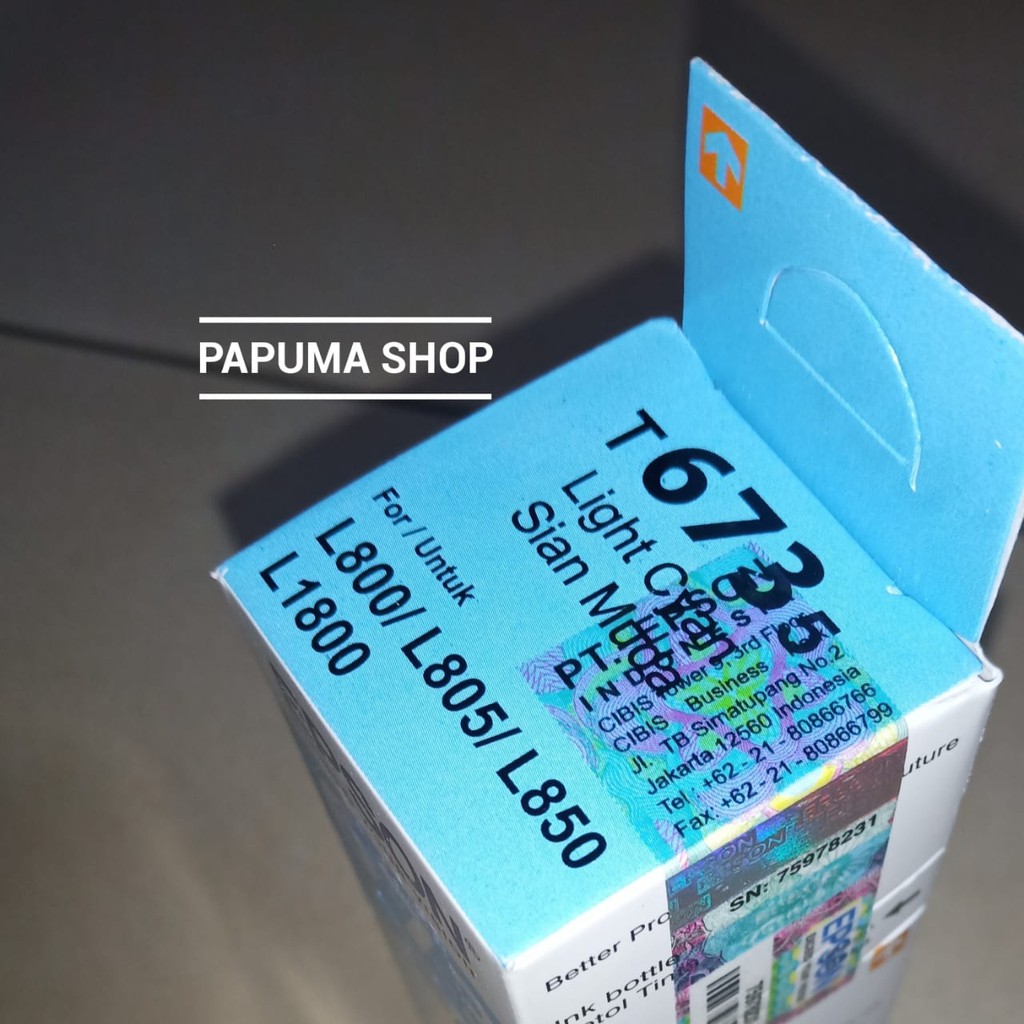 PAPUMA SHOP
T6735
Light Cyan
Sian Muda
For / Untuk
L800/ L805/ L850
L1800
PT.
INDONESIA
CIBIS Tower 9, 3rd Floor
CIBIS Business
Jl. TB Simatupang No.2
Jakarta 12560 Indonesia
Tel : +62 - 21 - 80866766
Fax. +62 - 21 - 80866799
EPSON
SN: 75978231
EPSON
Better
Ink bottle